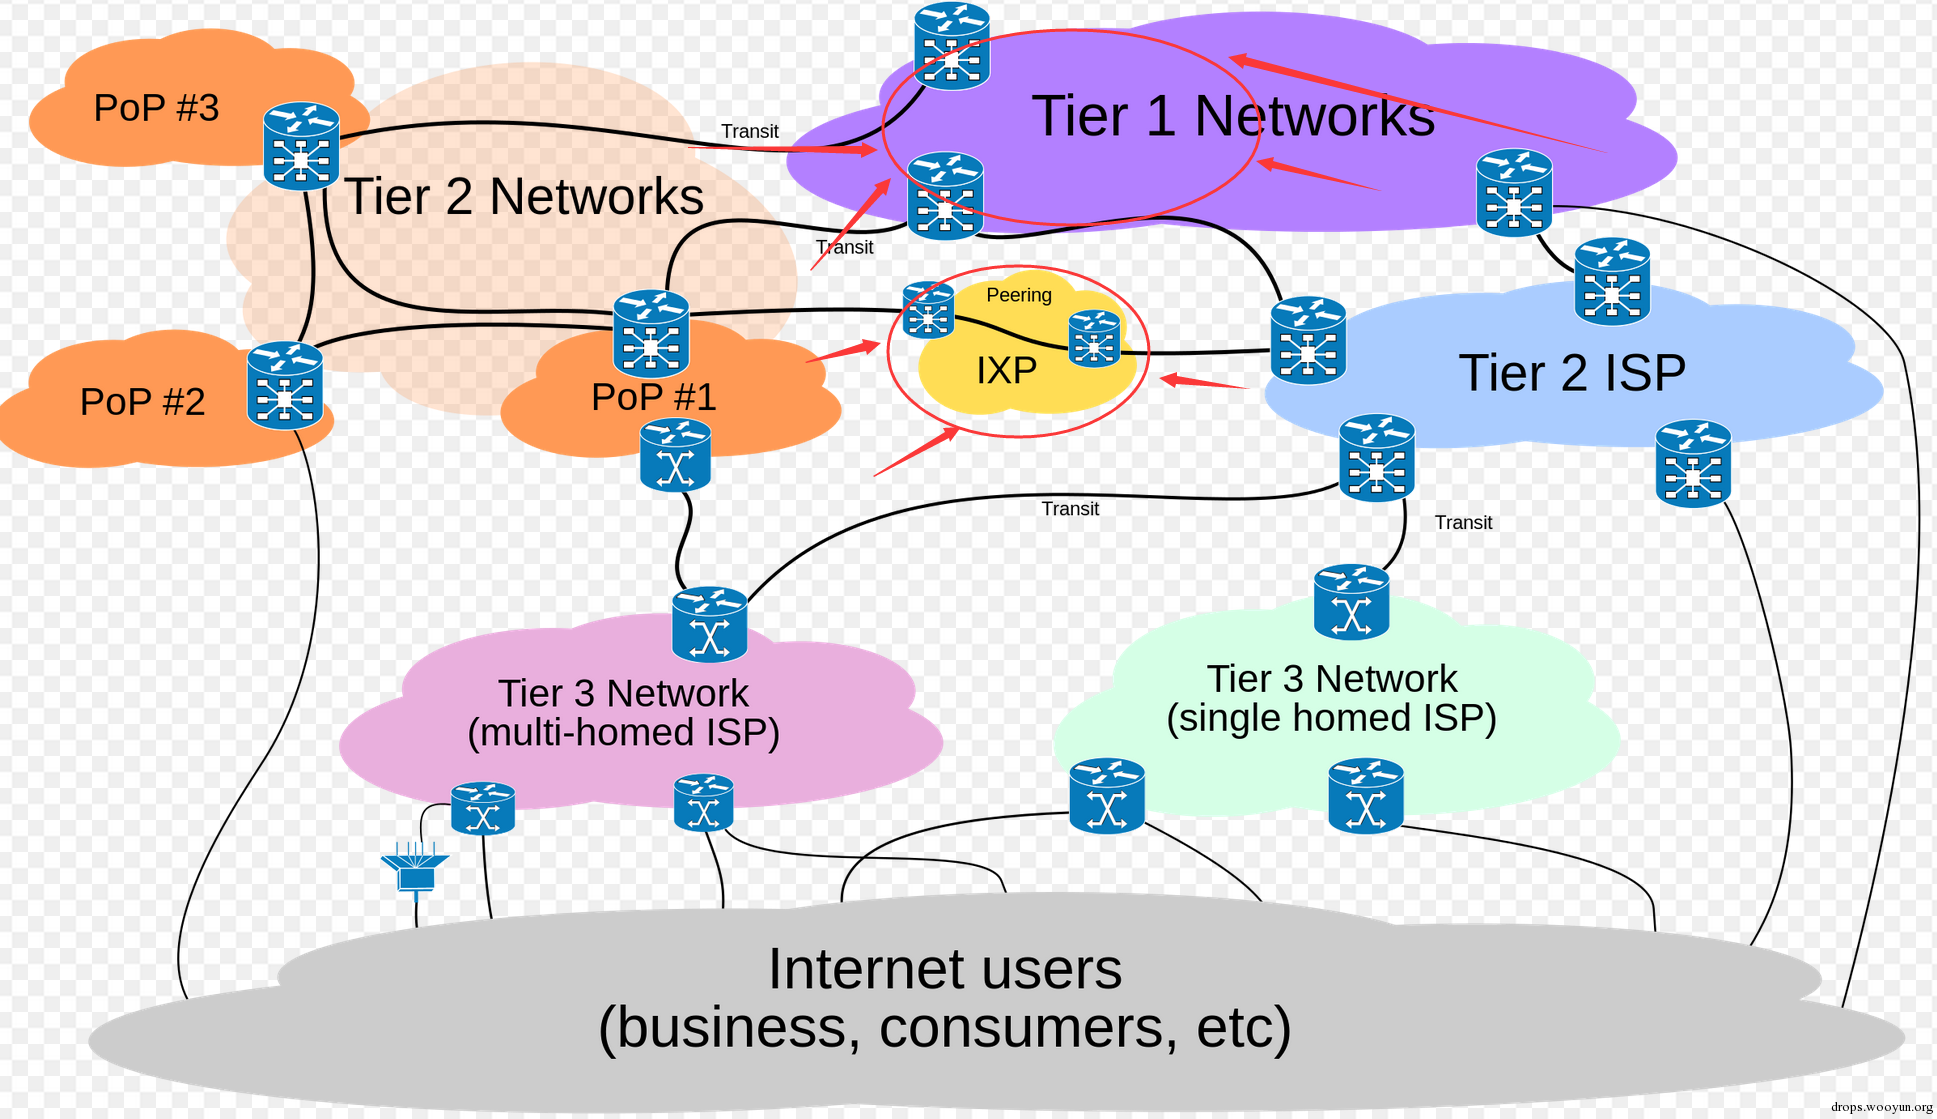 PoP #3
Tier 1 Networks
Transit
Tier 2 Networks
Transit
Peering
IXP
Tier 2 ISP
PoP #2
PoP #1
Transit
Transit
Tier 3 Network
(multi-homed ISP)
Tier 3 Network
(single homed ISP)
Internet users
(business, consumers, etc)
drops.wooyun.org